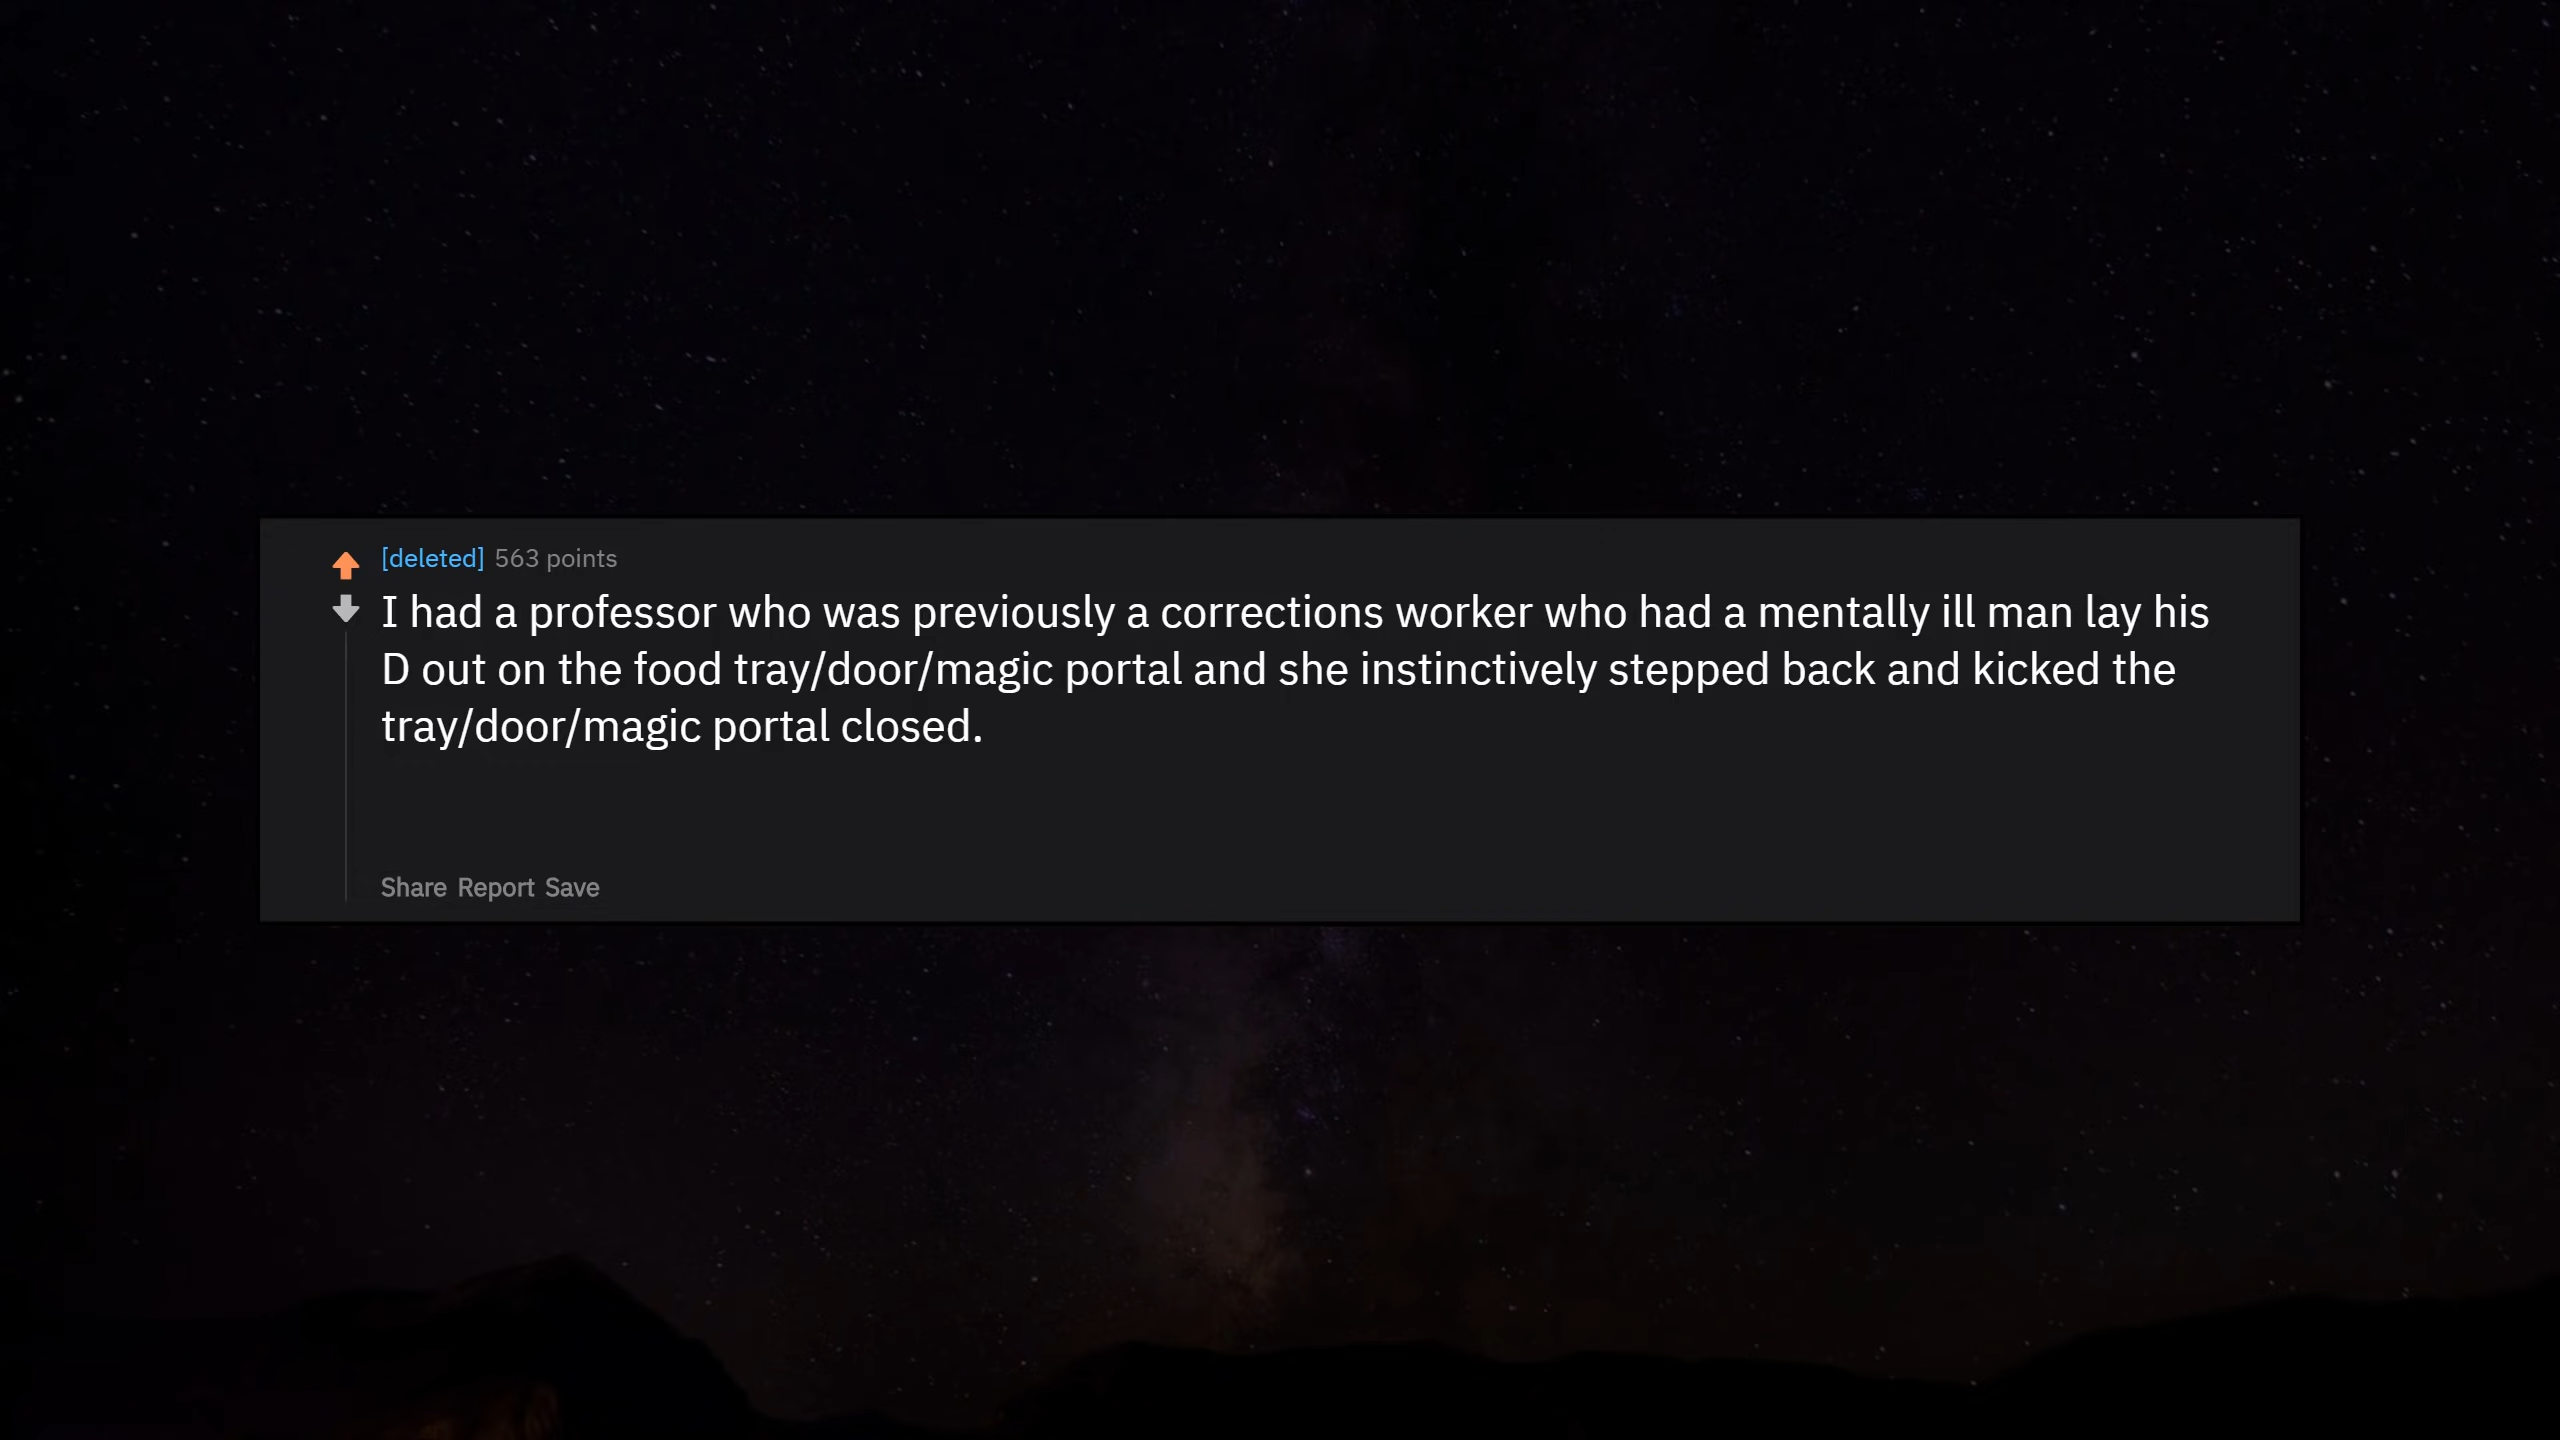 [deleted] 563 points
I had a professor who was previously a corrections worker who had a mentally ill man lay his
D out on the food tray/door/magic portal and she instinctively stepped back and kicked the
tray/door/magic portal closed.
Share Report Save